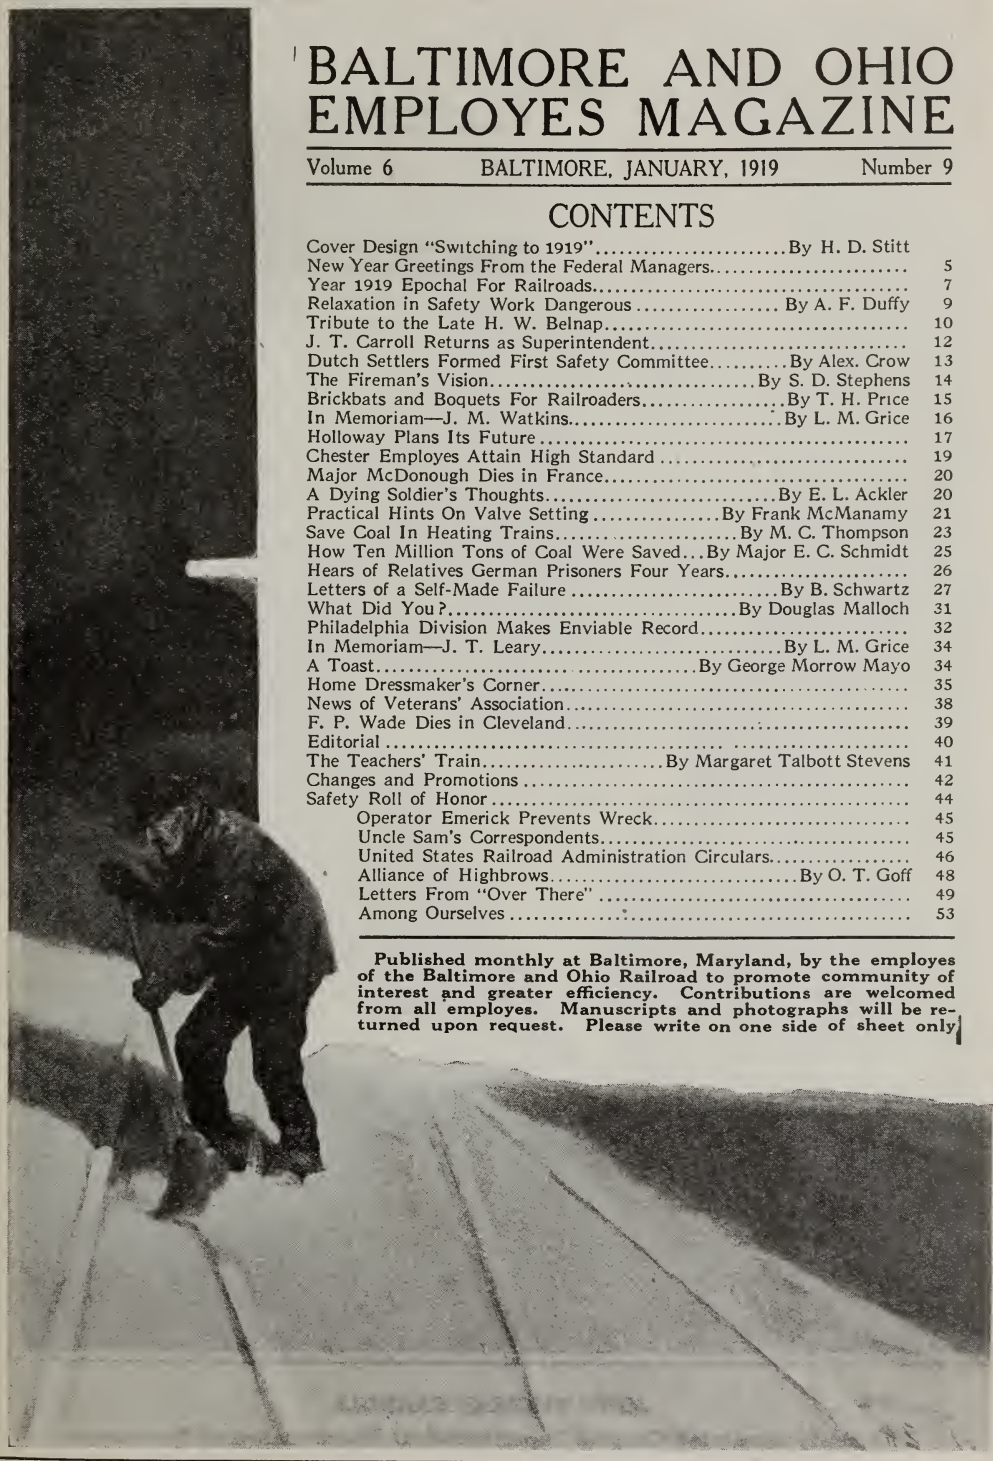 BALTIMORE AND OHIO
EMPLOYES MAGAZINE
Volume 6 BALTIMORE, JANUARY, 1919 Number 9
CONTENTS
Cover Design "Switching to 1919"........................By H. D. Stitt
New Year Greetings From the Federal Managers......................... 5
Year 1919 Epochal For Railroads....................................... 7
Relaxation in Safety Work Dangerous..................By A. F. Duffy 9
Tribute to the Late H. W. Belnap...................................... 10
J. T. Carroll Returns as Superintendent................................ 12
Dutch Settlers Formed First Safety Committee..........By Alex. Crow 13
The Fireman's Vision.................................By S. D. Stephens 14
Brickbats and Boquets For Railroaders..................By T. H. Price 15
In Memoriam—J. M. Watkins..........................By L. M. Grice 16
Holloway Plans Its Future.............................................. 17
Chester Employes Attain High Standard............................... 19
Major McDonough Dies in France...................................... 20
A Dying Soldier's Thoughts.............................By E. L. Ackler 20
Practical Hints On Valve Setting................By Frank McManamy 21
Save Coal In Heating Trains.......................By M. C. Thompson 23
How Ten Million Tons of Coal Were Saved...By Major E. C. Schmidt 25
Hears of Relatives German Prisoners Four Years....................... 26
Letters of a Self-Made Failure..........................By B. Schwartz 27
What Did You?....................................By Douglas Malloch 31
Philadelphia Division Makes Enviable Record.......................... 32
In Memoriam—J. T. Leary..............................By L. M. Grice 34
A Toast........................................By George Morrow Mayo 34
Home Dressmaker's Corner............................................. 35
News of Veterans' Association.......................................... 38
F. P. Wade Dies in Cleveland.......................................... 39
Editorial................................................................ 40
The Teachers' Train.......................By Margaret Talbott Stevens 41
Changes and Promotions................................................ 42
Safety Roll of Honor.................................................... 44
Operator Emerick Prevents Wreck................................ 45
Uncle Sam's Correspondents....................................... 45
United States Railroad Administration Circulars................. 46
Alliance of Highbrows..............................By O. T. Goff 48
Letters From "Over There"....................................... 49
Among Ourselves.................................................. 53
Published monthly at Baltimore, Maryland, by the employes
of the Baltimore and Ohio Railroad to promote community of
interest and greater efficiency. Contributions are welcomed
from all employes. Manuscripts and photographs will be re-
turned upon request. Please write on one side of sheet only